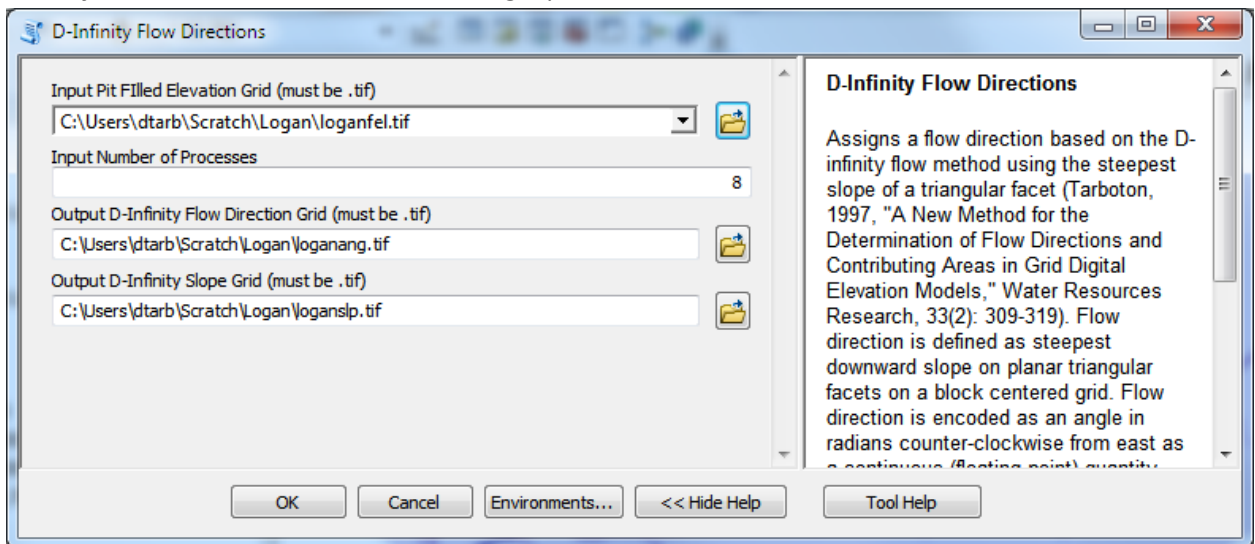 D-Infinity Flow Directions
Input Pit FIlled Elevation Grid (must be .tif)
C:\Users\dtarb\Scratch\Logan\loganfel.tif
Input Number of Processes
8
Output D-Infinity Flow Direction Grid (must be .tif)
C:\Users\dtarb\Scratch\Logan\loganang.tif
Output D-Infinity Slope Grid (must be .tif)
C:\Users\dtarb\Scratch\Logan\loganslp.tif
D-Infinity Flow Directions
Assigns a flow direction based on the D-
infinity flow method using the steepest
slope of a triangular facet (Tarboton,
1997, "A New Method for the
Determination of Flow Directions and
Contributing Areas in Grid Digital
Elevation Models," Water Resources
Research, 33(2): 309-319). Flow
direction is defined as steepest
downward slope on planar triangular
facets on a block centered grid. Flow
direction is encoded as an angle in
radians counter-clockwise from east as
a continuous (floating point) quantity
OK
Cancel
Environments...
<< Hide Help
Tool Help